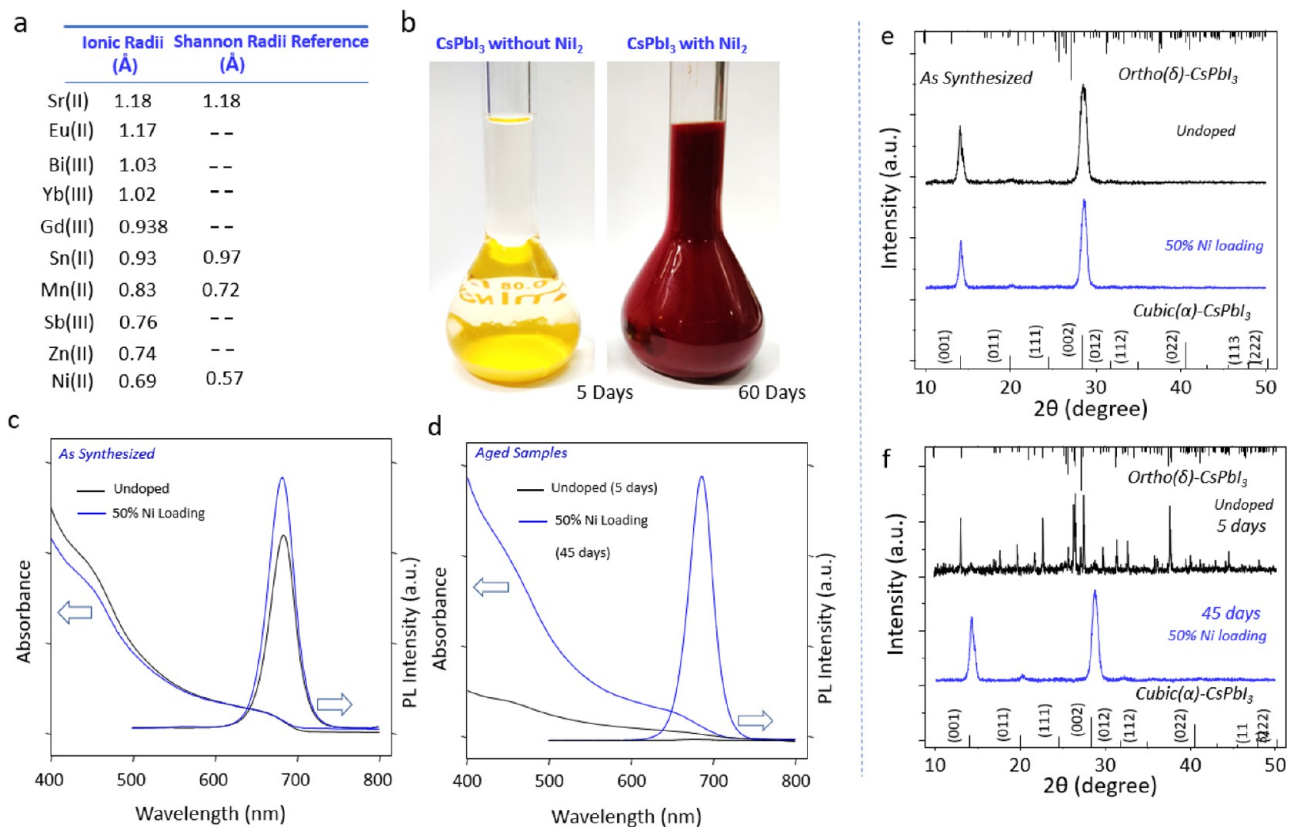 a
Ionic Radii Shannon Radii Reference
(Å) (Å)
Sr(II) 1.18 1.18
Eu(II) 1.17 --
Bi(III) 1.03 --
Yb(III) 1.02 --
Gd(III) 0.938
Sn(II) 0.93 0.97
Mn(II) 0.83 0.72
Sb(III) 0.76 --
Zn(II) 0.74 --
Ni(II) 0.69 0.57
b
CsPbI₃ without NiI₂
CsPbI₃ with NiI₂
5 Days
60 Days
c
As Synthesized
Undoped
50% Ni Loading
Absorbance
PL Intensity (a.u.)
400 500 600 700 800
Wavelength (nm)
d
Aged Samples
Undoped (5 days)
50% Ni Loading
(45 days)
Absorbance
PL Intensity (a.u.)
400 500 600 700 800
Wavelength (nm)
e
As Synthesized
Ortho(δ)-CsPbI₃
Undoped
50% Ni loading
Cubic(α)-CsPbI₃
(001) (011) (111) (002) (012) (112) (022) (113 (222)
Intensity (a.u.)
10 20 30 40 50
2θ (degree)
f
Ortho(δ)-CsPbI₃
Undoped
5 days
45 days
50% Ni loading
Cubic(α)-CsPbI₃
(001) (011) (111) (002) (012) (112) (022) (11 222)
Intensity (a.u.)
10 20 30 40 50
2θ (degree)